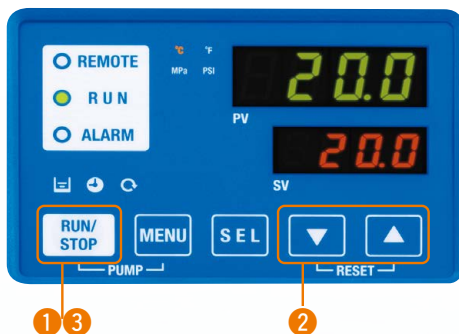 REMOTE
°C °F
RUN
MPa PSI
20.0
ALARM
PV
20.0
SV
RUN/
STOP
MENU
SEL
PUMP
RESET
1 3
2